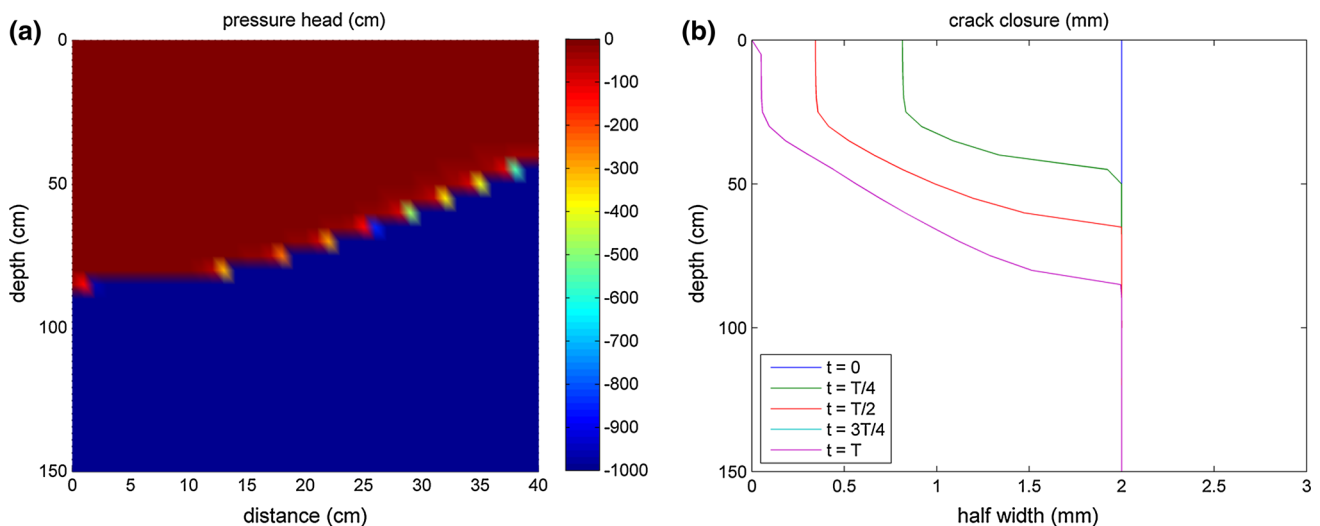 (a)
pressure head (cm)
0
50
100
150
depth (cm)
0 5 10 15 20 25 30 35 40
distance (cm)
0
-100
-200
-300
-400
-500
-600
-700
-800
-900
-1000
(b)
crack closure (mm)
0
50
100
150
depth (cm)
t = 0
t = T/4
t = T/2
t = 3T/4
t = T
0 0.5 1 1.5 2 2.5 3
half width (mm)